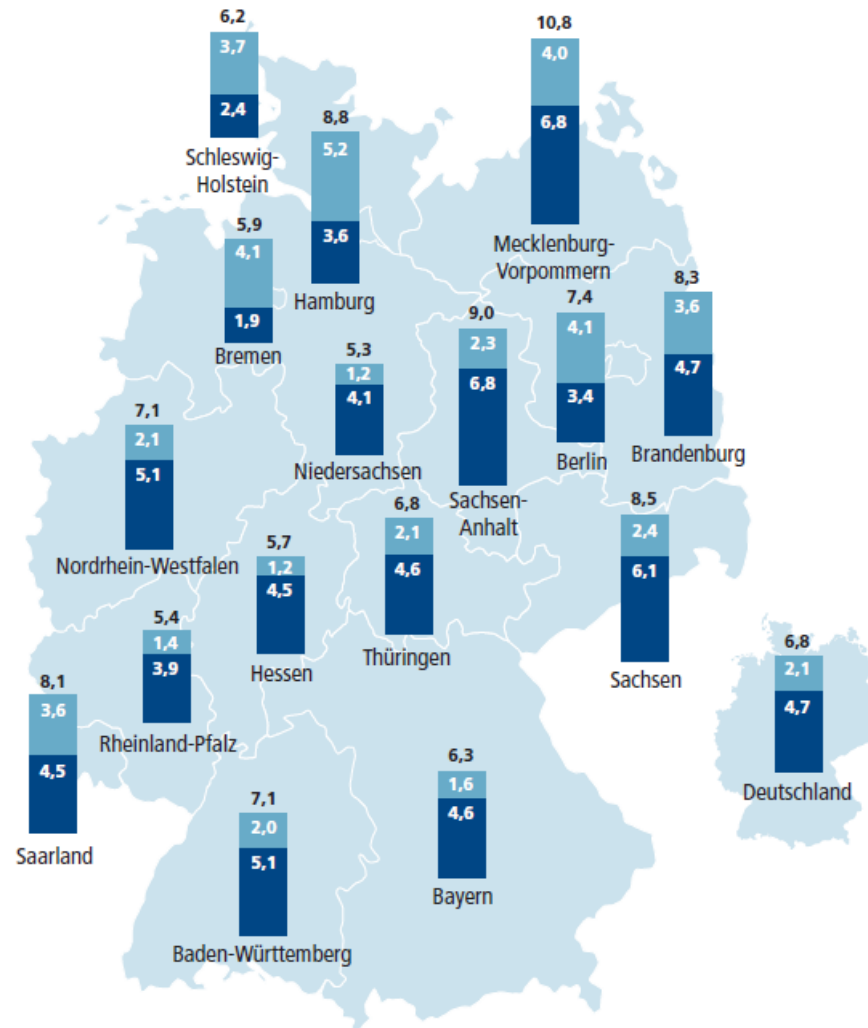 6,2
3,7
2,4
Schleswig-
Holstein
10,8
4,0
6,8
Mecklenburg-
Vorpommern
8,8
5,2
3,6
Hamburg
5,9
4,1
1,9
Bremen
8,3
3,6
4,7
Brandenburg
7,4
4,1
3,4
Berlin
9,0
2,3
6,8
Sachsen-
Anhalt
5,3
1,2
4,1
Niedersachsen
7,1
2,1
5,1
Nordrhein-Westfalen
6,8
2,1
4,6
Thüringen
8,5
2,4
6,1
Sachsen
5,7
1,2
4,5
Hessen
5,4
1,4
3,9
Rheinland-Pfalz
6,8
2,1
4,7
Deutschland
8,1
3,6
4,5
Saarland
6,3
1,6
4,6
Bayern
7,1
2,0
5,1
Baden-Württemberg